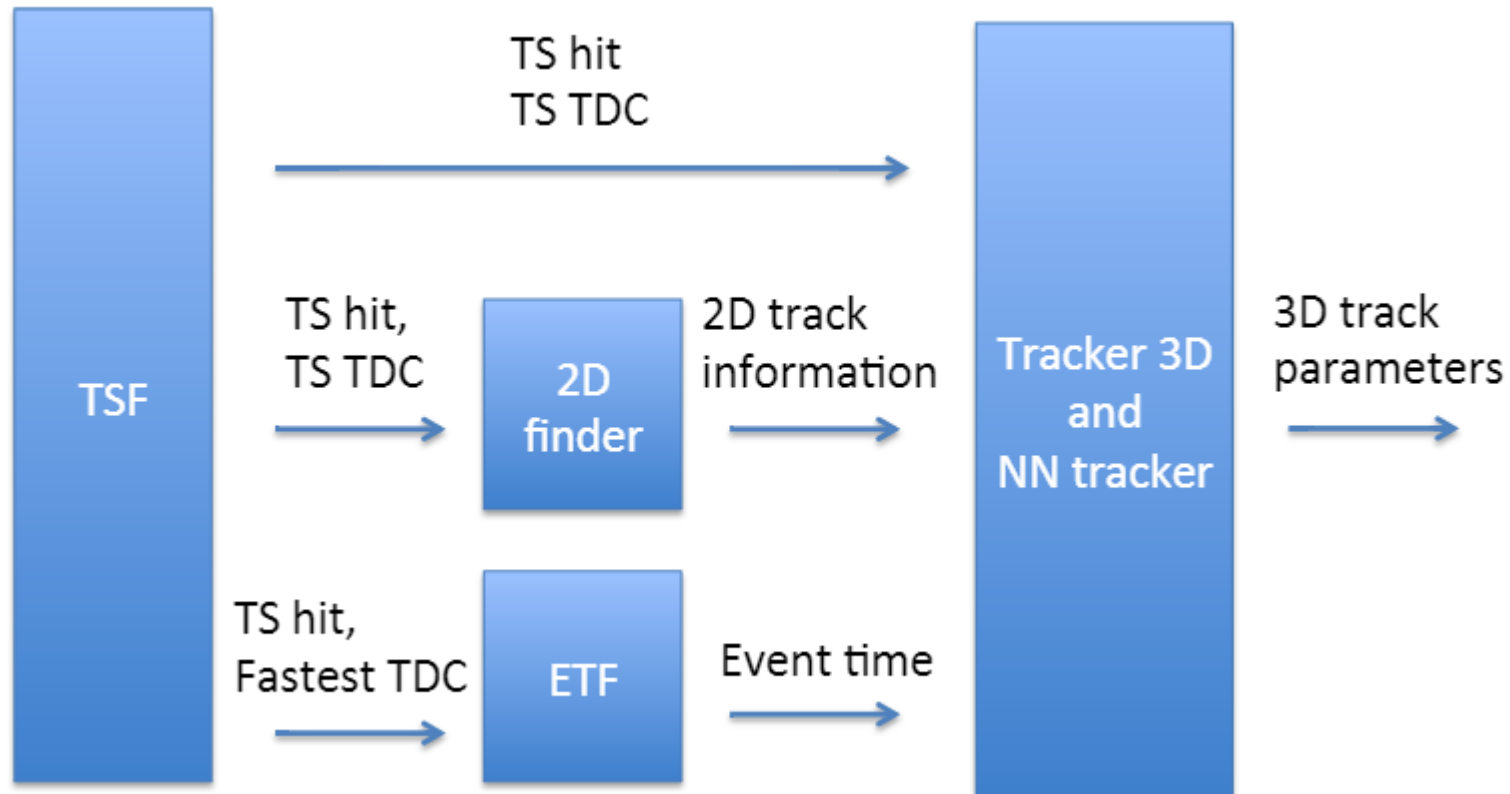 TSF
TS hit
TS TDC
TS hit,
TS TDC
2D
finder
2D track
information
TS hit,
Fastest TDC
ETF
Event time
Tracker 3D
and
NN tracker
3D track
parameters